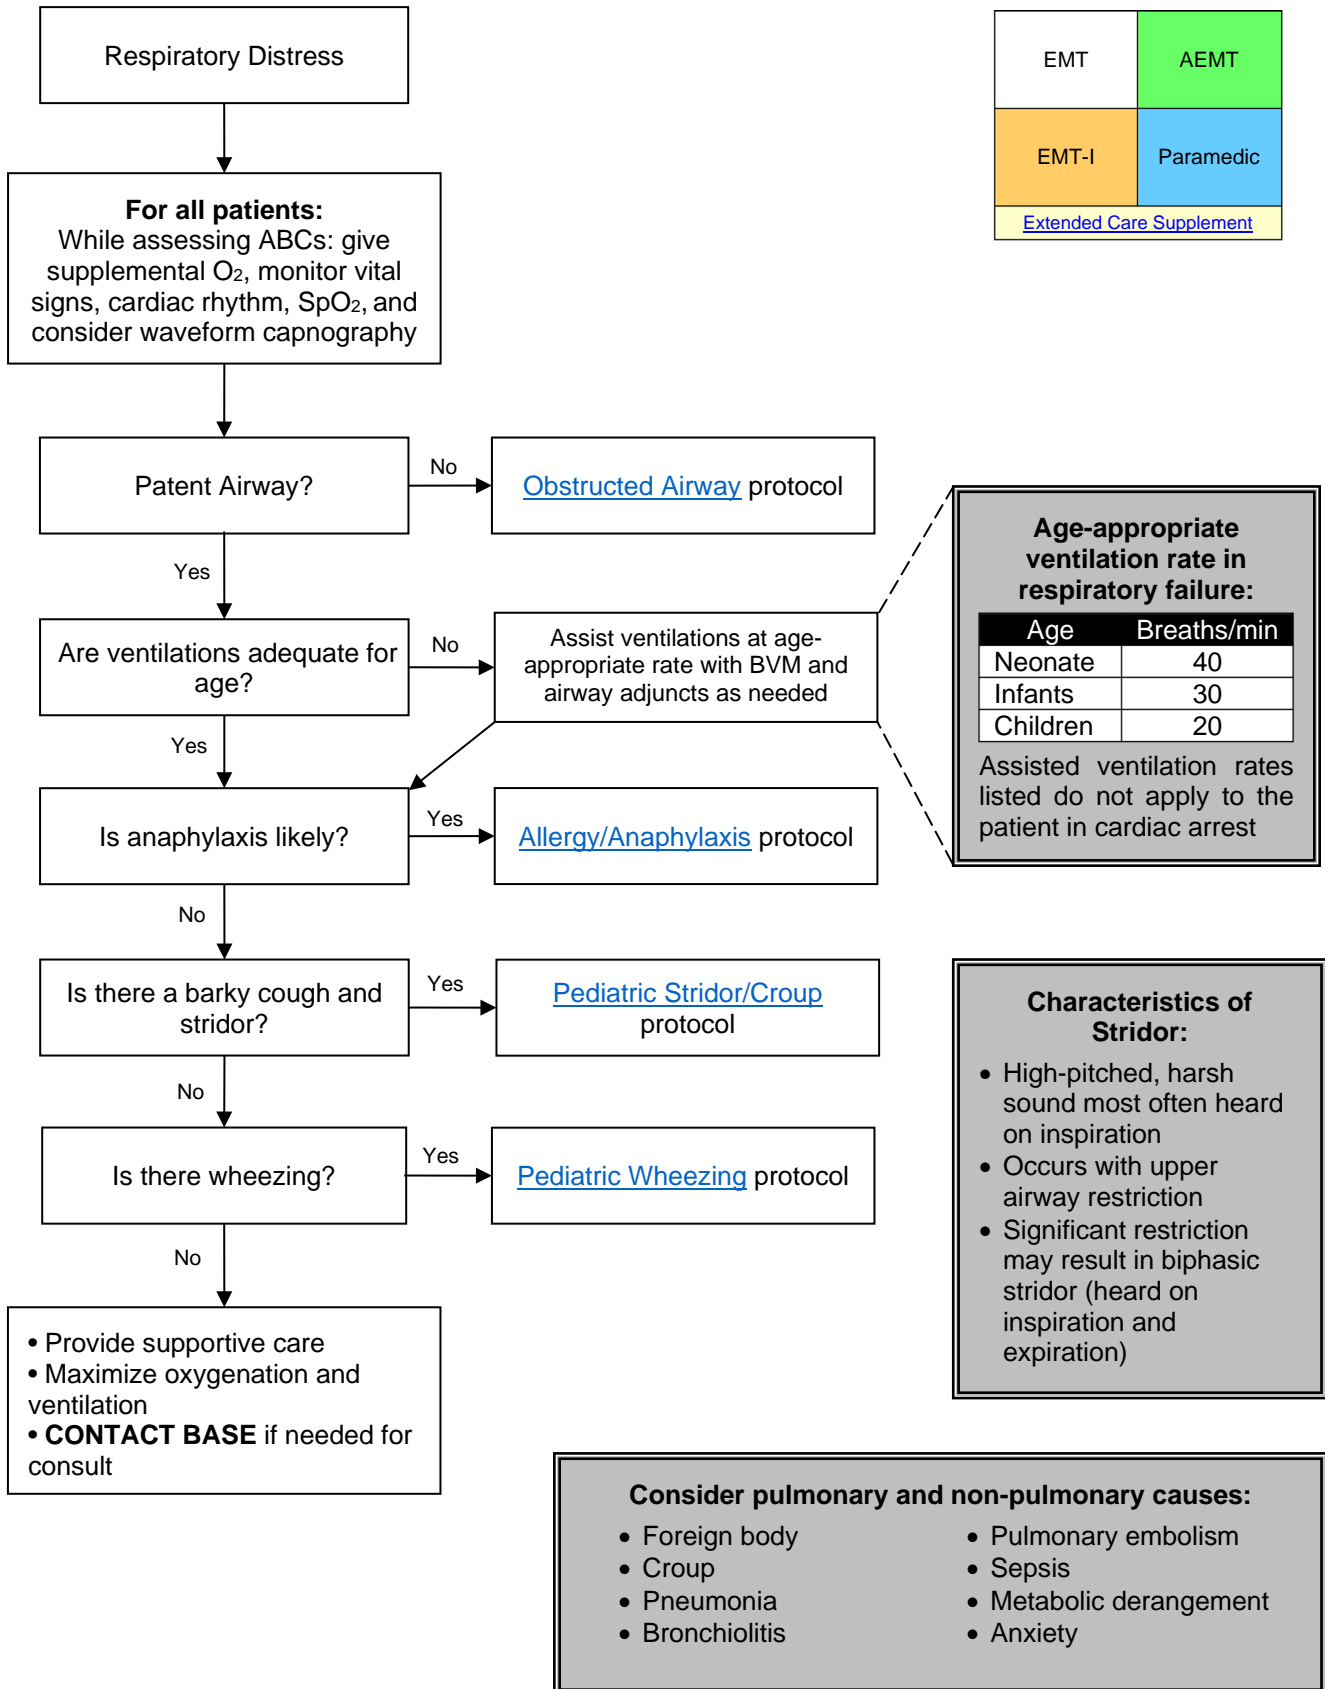 Respiratory Distress
EMT
AEMT
EMT-I
Paramedic
Extended Care Supplement
For all patients:
While assessing ABCs: give
supplemental O₂, monitor vital
signs, cardiac rhythm, SpO₂, and
consider waveform capnography
Patent Airway?
No
Obstructed Airway protocol
Yes
Are ventilations adequate for
age?
No
Assist ventilations at age-
appropriate rate with BVM and
airway adjuncts as needed
Age-appropriate
ventilation rate in
respiratory failure:
Age Breaths/min
Neonate 40
Infants 30
Children 20
Assisted ventilation rates
listed do not apply to the
patient in cardiac arrest
Yes
Is anaphylaxis likely?
Yes
Allergy/Anaphylaxis protocol
No
Is there a barky cough and
stridor?
Yes
Pediatric Stridor/Croup
protocol
No
Is there wheezing?
Yes
Pediatric Wheezing protocol
No
• Provide supportive care
• Maximize oxygenation and
ventilation
• CONTACT BASE if needed for
consult
Characteristics of
Stridor:
• High-pitched, harsh
sound most often heard
on inspiration
• Occurs with upper
airway restriction
• Significant restriction
may result in biphasic
stridor (heard on
inspiration and
expiration)
Consider pulmonary and non-pulmonary causes:
• Foreign body
• Croup
• Pneumonia
• Bronchiolitis
• Pulmonary embolism
• Sepsis
• Metabolic derangement
• Anxiety